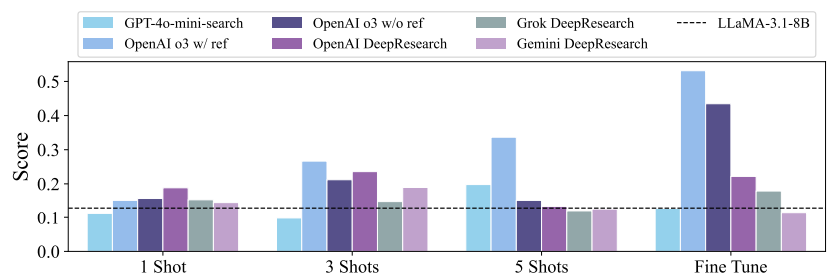 GPT-4o-mini-search
OpenAI o3 w/ ref
OpenAI o3 w/o ref
OpenAI DeepResearch
Grok DeepResearch
Gemini DeepResearch
LLaMA-3.1-8B
Score
0.5
0.4
0.3
0.2
0.1
0.0
1 Shot
3 Shots
5 Shots
Fine Tune